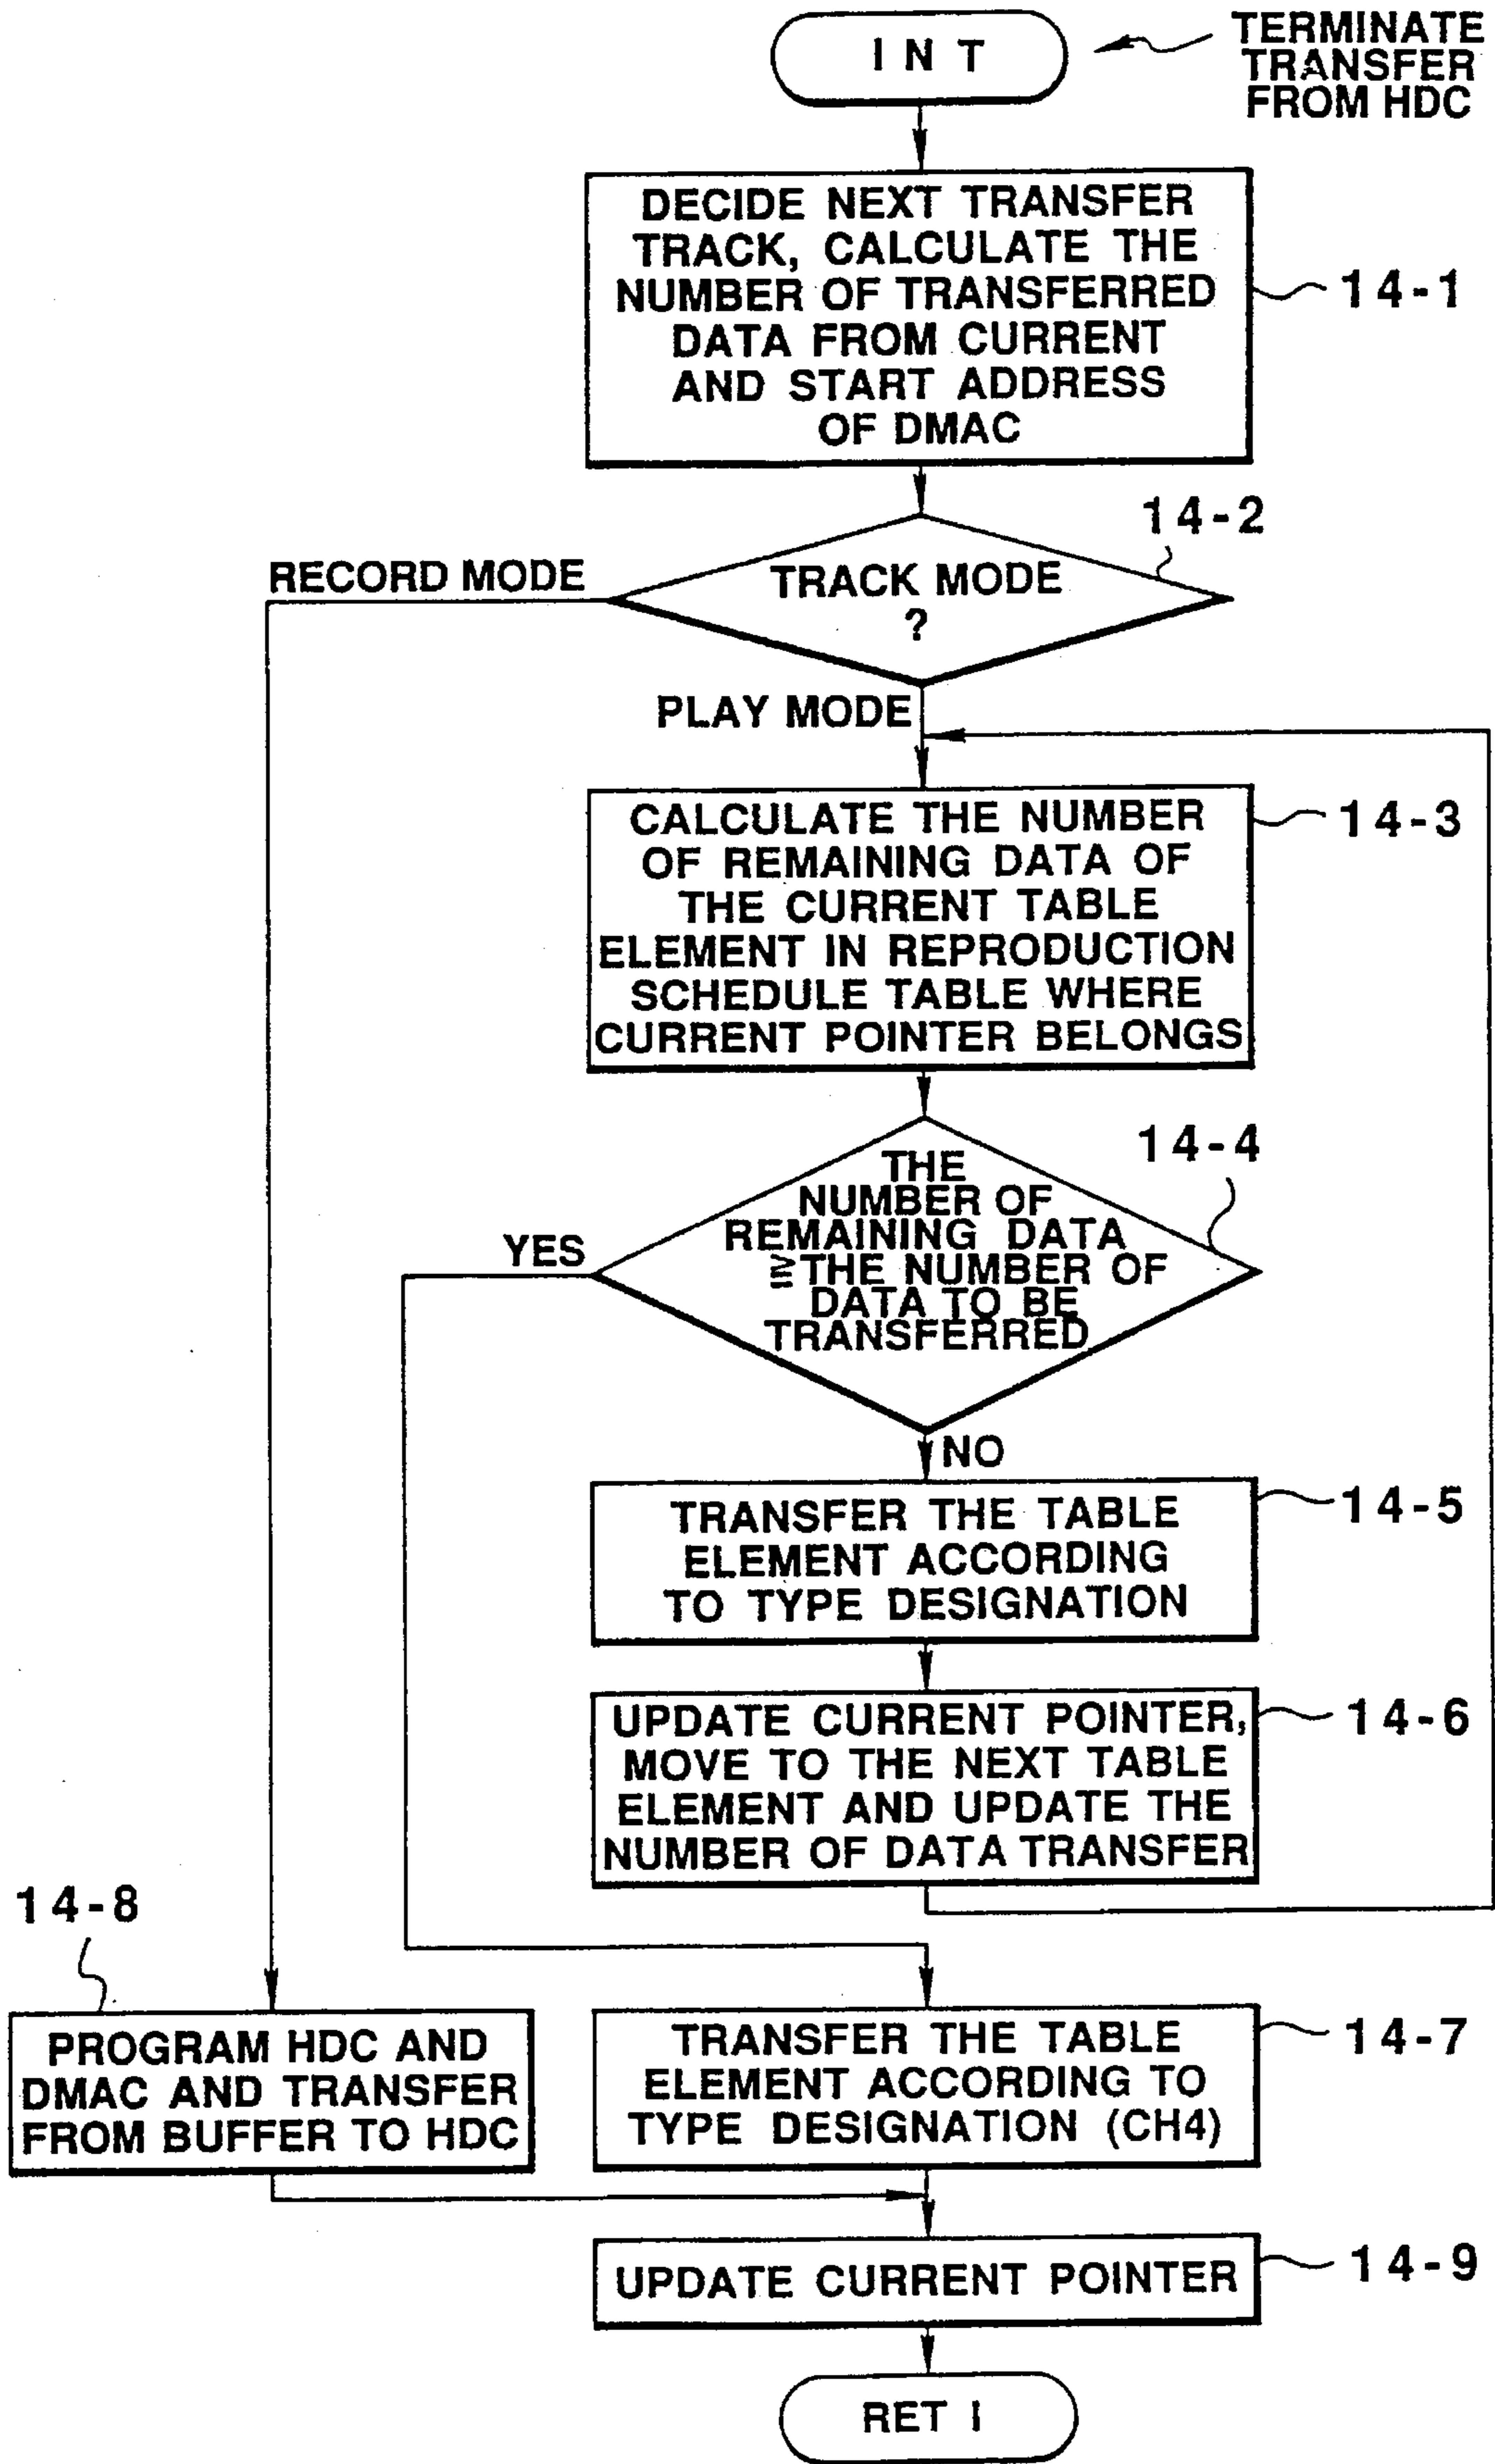 INT
TERMINATE
TRANSFER
FROM HDC
DECIDE NEXT TRANSFER
TRACK, CALCULATE THE
NUMBER OF TRANSFERRED
DATA FROM CURRENT
AND START ADDRESS
OF DMAC
14-1
14-2
RECORD MODE
TRACK MODE
?
PLAY MODE
CALCULATE THE NUMBER
OF REMAINING DATA OF
THE CURRENT TABLE
ELEMENT IN REPRODUCTION
SCHEDULE TABLE WHERE
CURRENT POINTER BELONGS
14-3
14-4
THE
NUMBER OF
REMAINING DATA
≧THE NUMBER OF
DATA TO BE
TRANSFERRED
YES
NO
TRANSFER THE TABLE
ELEMENT ACCORDING
TO TYPE DESIGNATION
14-5
UPDATE CURRENT POINTER,
MOVE TO THE NEXT TABLE
ELEMENT AND UPDATE THE
NUMBER OF DATA TRANSFER
14-6
14-8
PROGRAM HDC AND
DMAC AND TRANSFER
FROM BUFFER TO HDC
TRANSFER THE TABLE
ELEMENT ACCORDING TO
TYPE DESIGNATION (CH4)
14-7
UPDATE CURRENT POINTER
14-9
RET I